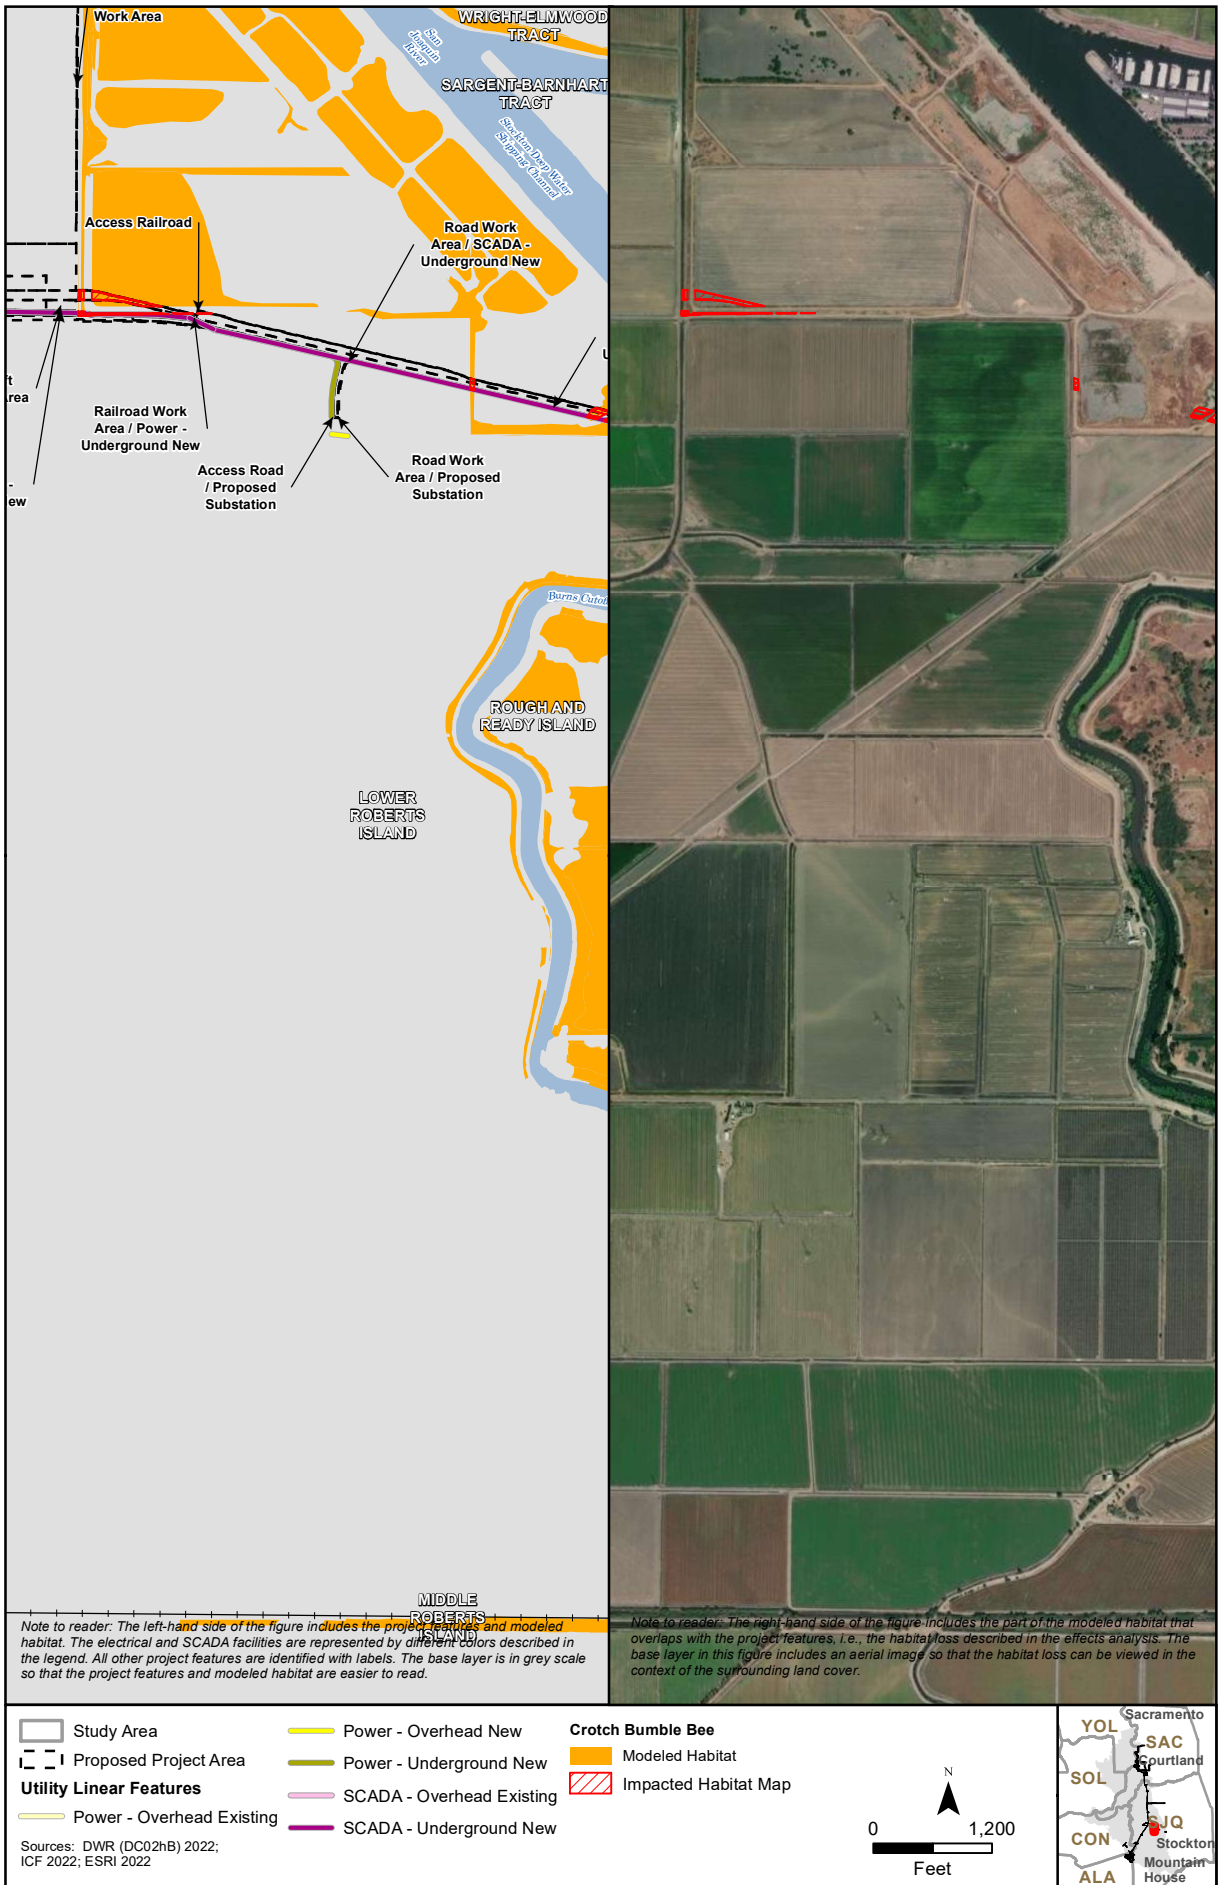 Work Area
WRIGHT-ELMWOOD
TRACT
San
Joaquin
River
SARGENT-BARNHART
TRACT
Stockton Deep Water
Shipping Channel
Access Railroad
Road Work
Area / SCADA -
Underground New
Railroad Work
Area / Power -
Underground New
Access Road
/ Proposed
Substation
Road Work
Area / Proposed
Substation
ft
Area
-
ew
U
Burns Cutoff
ROUGH AND
READY ISLAND
LOWER
ROBERTS
ISLAND
MIDDLE
ROBERTS
ISLAND
Note to reader: The left-hand side of the figure includes the project features and modeled
habitat. The electrical and SCADA facilities are represented by different colors described in
the legend. All other project features are identified with labels. The base layer is in grey scale
so that the project features and modeled habitat are easier to read.
Note to reader: The right-hand side of the figure includes the part of the modeled habitat that
overlaps with the project features, i.e., the habitat loss described in the effects analysis. The
base layer in this figure includes an aerial image so that the habitat loss can be viewed in the
context of the surrounding land cover.
Study Area
Proposed Project Area
Utility Linear Features
Power - Overhead Existing
Sources: DWR (DC02hB) 2022;
ICF 2022; ESRI 2022
Power - Overhead New
Power - Underground New
SCADA - Overhead Existing
SCADA - Underground New
Crotch Bumble Bee
Modeled Habitat
Impacted Habitat Map
N
0 1,200
Feet
Sacramento
YOL
SAC
Courtland
SOL
SJQ
CON
Stockton
Mountain
House
ALA